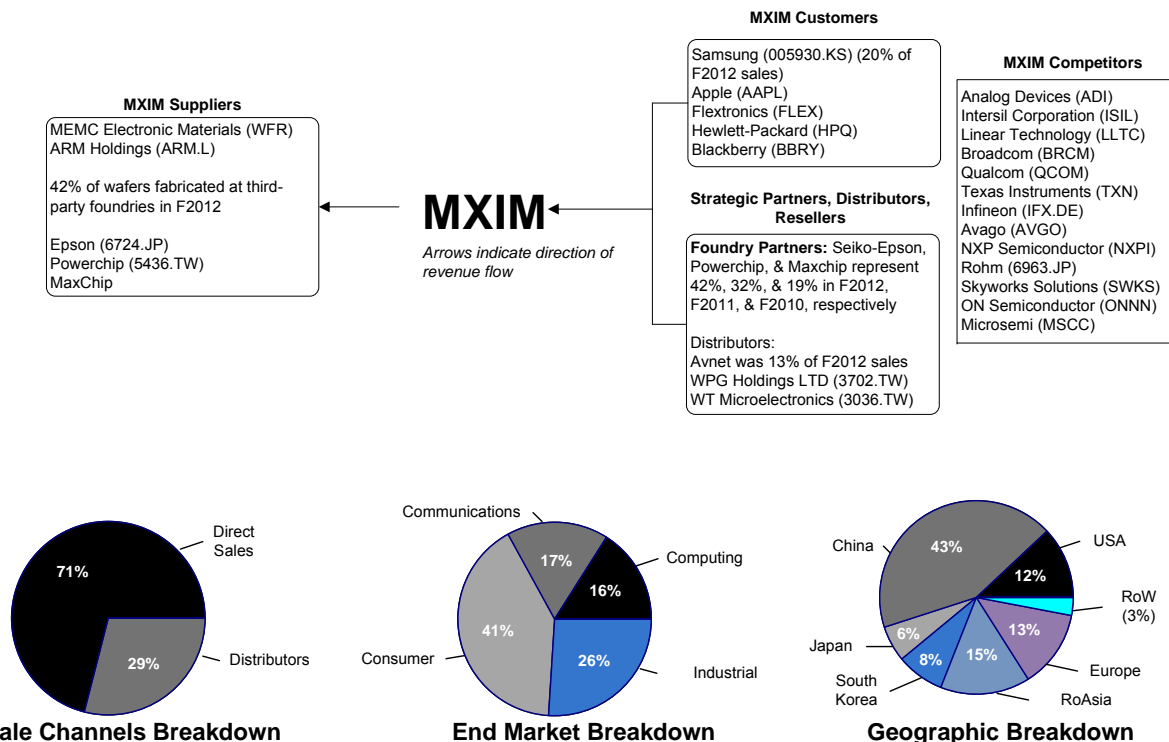 MXIM Suppliers
MEMC Electronic Materials (WFR)
ARM Holdings (ARM.L)
42% of wafers fabricated at third-
party foundries in F2012
Epson (6724.JP)
Powerchip (5436.TW)
MaxChip
MXIM
Arrows indicate direction of
revenue flow
MXIM Customers
Samsung (005930.KS) (20% of
F2012 sales)
Apple (AAPL)
Flextronics (FLEX)
Hewlett-Packard (HPQ)
Blackberry (BBRY)
Strategic Partners, Distributors,
Resellers
Foundry Partners: Seiko-Epson,
Powerchip, & Maxchip represent
42%, 32%, & 19% in F2012,
F2011, & F2010, respectively
Distributors:
Avnet was 13% of F2012 sales
WPG Holdings LTD (3702.TW)
WT Microelectronics (3036.TW)
MXIM Competitors
Analog Devices (ADI)
Intersil Corporation (ISIL)
Linear Technology (LLTC)
Broadcom (BRCM)
Qualcom (QCOM)
Texas Instruments (TXN)
Infineon (IFX.DE)
Avago (AVGO)
NXP Semiconductor (NXPI)
Rohm (6963.JP)
Skyworks Solutions (SWKS)
ON Semiconductor (ONNN)
Microsemi (MSCC)
Direct
Sales
71%
29%
Distributors
ale Channels Breakdown
Communications
17%
Computing
16%
41%
Consumer
26%
Industrial
End Market Breakdown
China
43%
USA
12%
RoW
(3%)
6%
Japan
13%
8%
15%
Europe
South
Korea
RoAsia
Geographic Breakdown